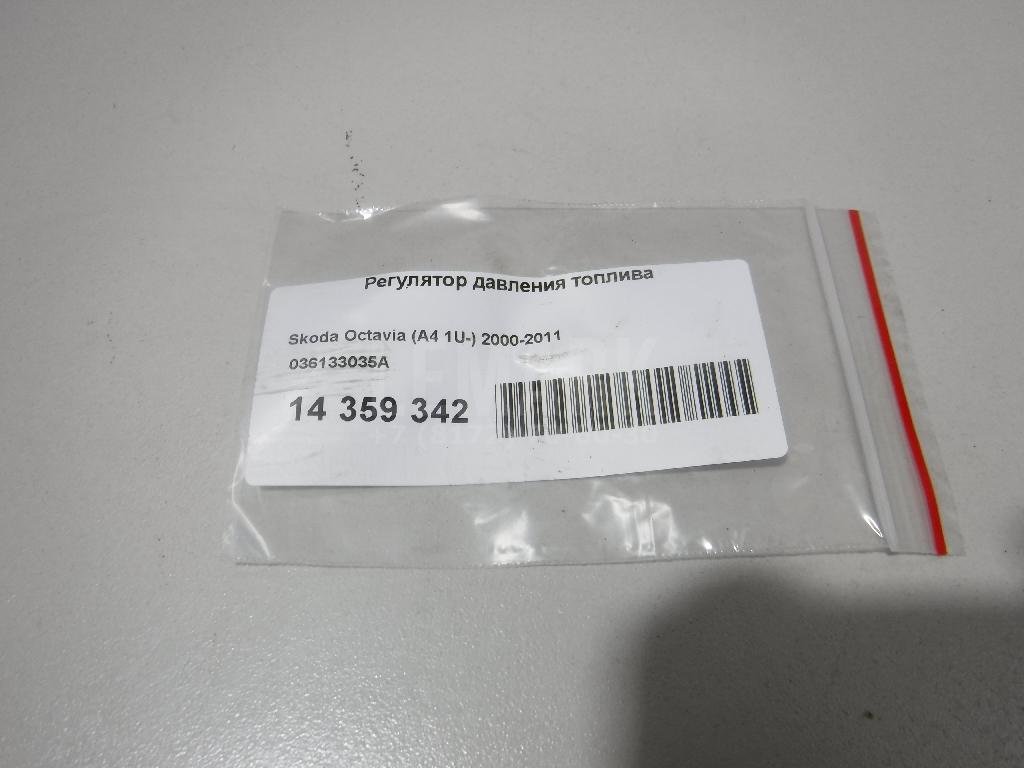 Регулятор давления топлива
Skoda Octavia (A4 1U-) 2000-2011
036133035A
14 359 342